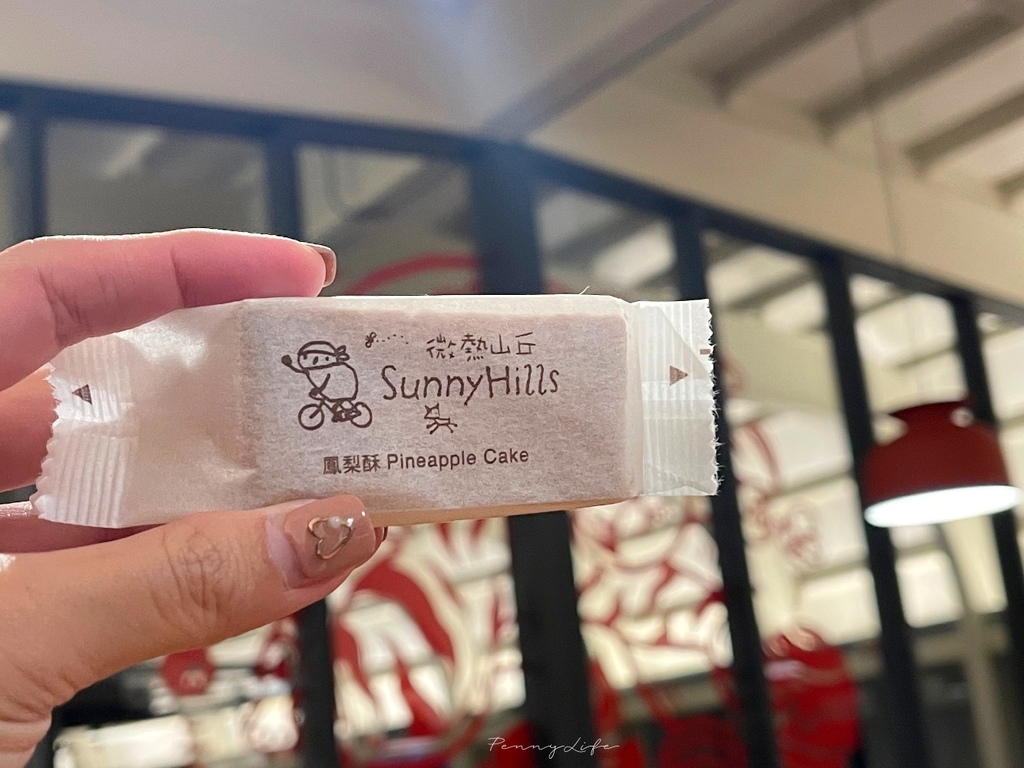 微熱山丘
SunnyHills
鳳梨酥 Pineapple Cake
PennyLife